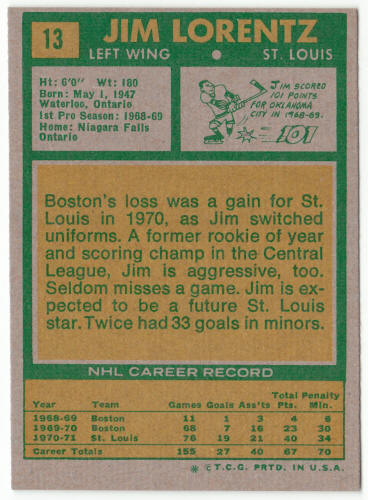 13 JIM LORENTZ
LEFT WING • ST. LOUIS
Ht: 6'0" Wt: 180
Born: May 1, 1947
Waterloo, Ontario
1st Pro Season: 1968-69
Home: Niagara Falls
Ontario
JIM SCORED
101 POINTS
FOR OKLAHOMA
CITY IN 1968-69.
101
Boston's loss was a gain for St.
Louis in 1970, as Jim switched
uniforms. A former rookie of year
and scoring champ in the Central
League, Jim is aggressive, too.
Seldom misses a game. Jim is ex-
pected to be a future St. Louis
star. Twice had 33 goals in minors.
NHL CAREER RECORD
Total Penalty
Year Team Games Goals Ass'ts Pts. Min.
1968-69 Boston 11 1 3 4 6
1969-70 Boston 68 7 16 23 30
1970-71 St. Louis 76 19 21 40 34
Career Totals 155 27 40 67 70
* © T.C.G. PRTD. IN U.S.A.